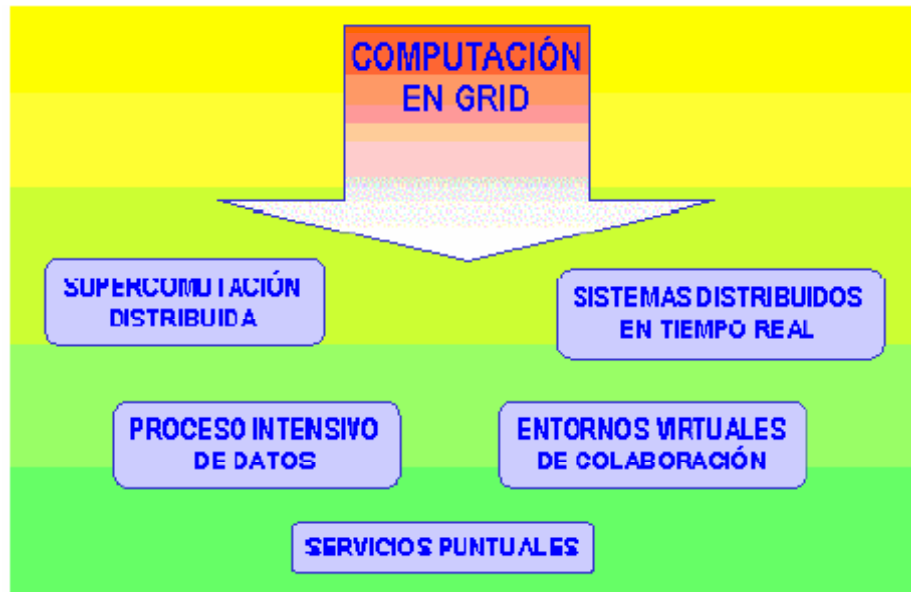 COMPUTACIÓN
EN GRID
SUPERCOMUTACIÓN
DISTRIBUIDA
SISTEMAS DISTRIBUIDOS
EN TIEMPO REAL
PROCESO INTENSIVO
DE DATOS
ENTORNOS VIRTUALES
DE COLABORACIÓN
SERVICIOS PUNTUALES